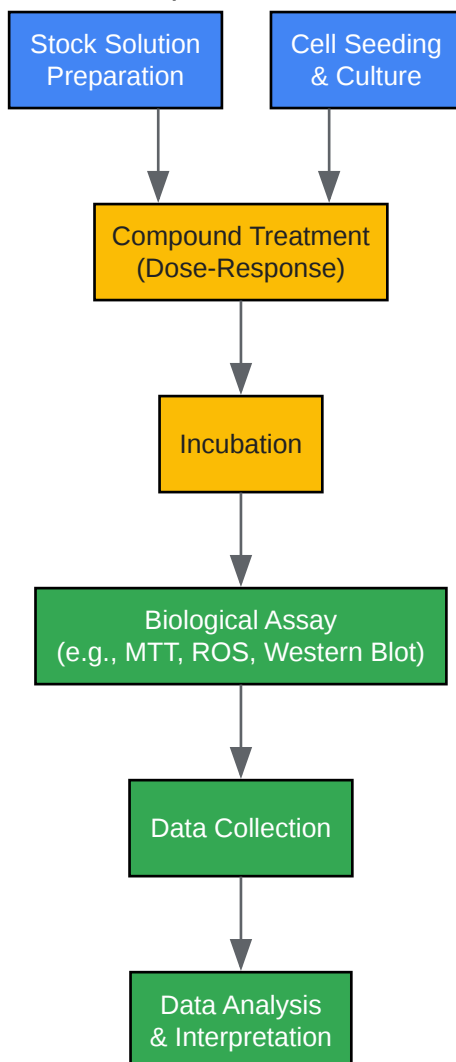 Stock Solution
Preparation
Cell Seeding
& Culture
Compound Treatment
(Dose-Response)
Incubation
Biological Assay
(e.g., MTT, ROS, Western Blot)
Data Collection
Data Analysis
& Interpretation